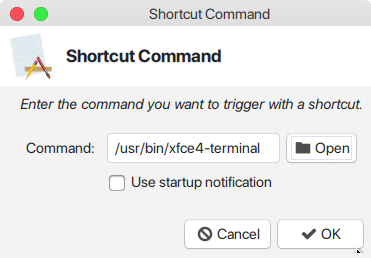 Shortcut Command
Shortcut Command
Enter the command you want to trigger with a shortcut.
Command: /usr/bin/xfce4-terminal Open
Use startup notification
Cancel OK